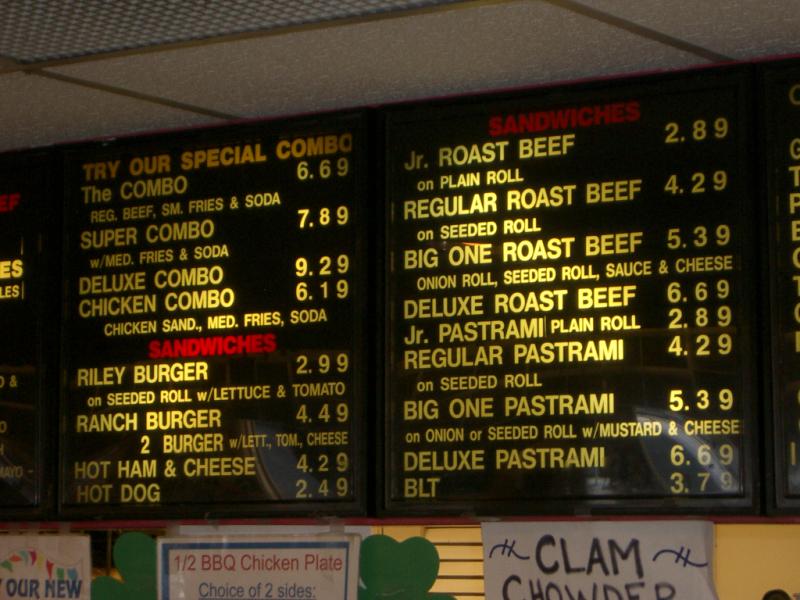 TRY OUR SPECIAL COMBO
The COMBO 6.69
REG. BEEF, SM. FRIES & SODA
SUPER COMBO 7.89
w/MED. FRIES & SODA
DELUXE COMBO 9.29
CHICKEN COMBO 6.19
CHICKEN SAND., MED. FRIES, SODA
SANDWICHES
RILEY BURGER 2.99
on SEEDED ROLL w/LETTUCE & TOMATO
RANCH BURGER 4.49
2 BURGER w/LETT., TOM., CHEESE
HOT HAM & CHEESE 4.29
HOT DOG 2.49
SANDWICHES
Jr. ROAST BEEF 2.89
on PLAIN ROLL
REGULAR ROAST BEEF 4.29
on SEEDED ROLL
BIG ONE ROAST BEEF 5.39
ONION ROLL, SEEDED ROLL, SAUCE & CHEESE
DELUXE ROAST BEEF 6.69
Jr. PASTRAMI PLAIN ROLL 2.89
REGULAR PASTRAMI 4.29
on SEEDED ROLL
BIG ONE PASTRAMI 5.39
on ONION or SEEDED ROLL w/MUSTARD & CHEESE
DELUXE PASTRAMI 6.69
BLT 3.79
OUR NEW
1/2 BBQ Chicken Plate
Choice of 2 sides:
CLAM
CHOWDER